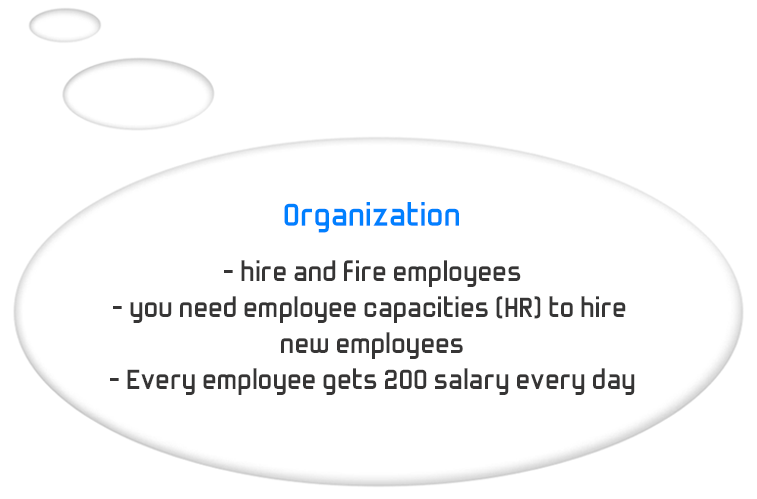 Organization
- hire and fire employees
- you need employee capacities (HR) to hire
new employees
- Every employee gets 200 salary every day